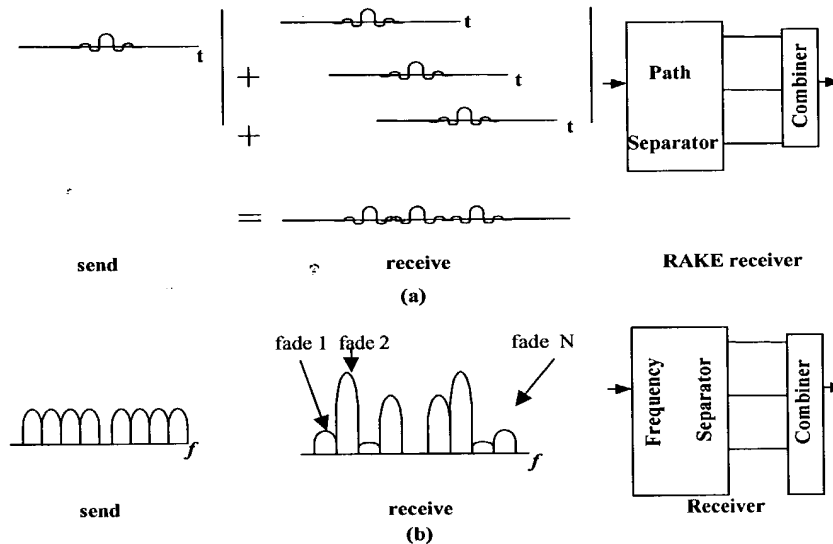 t
t
+
t
+
t
=
Path
Separator
Combiner
send
receive
RAKE receiver
(a)
fade 1
fade 2
fade N
f
f
Frequency
Separator
Combiner
send
receive
Receiver
(b)